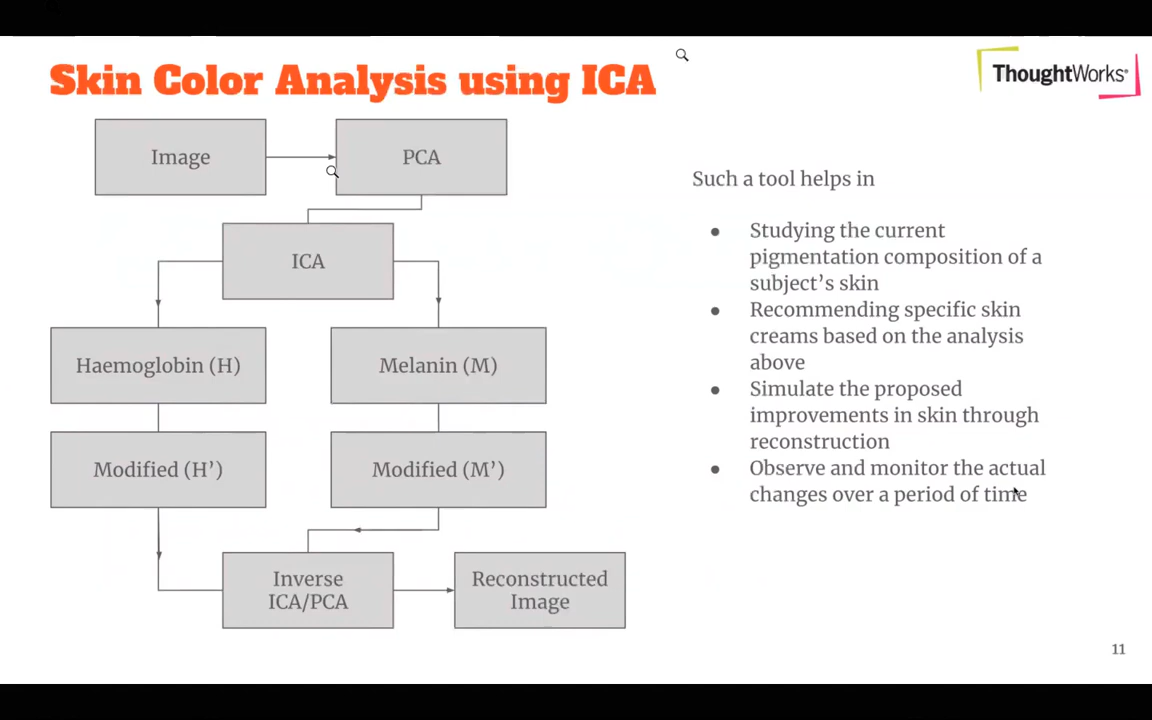 Skin Color Analysis using ICA
ThoughtWorks®
Image
PCA
ICA
Haemoglobin (H)
Melanin (M)
Modified (H’)
Modified (M’)
Inverse
ICA/PCA
Reconstructed
Image
Such a tool helps in
● Studying the current
pigmentation composition of a
subject’s skin
● Recommending specific skin
creams based on the analysis
above
● Simulate the proposed
improvements in skin through
reconstruction
● Observe and monitor the actual
changes over a period of time
11